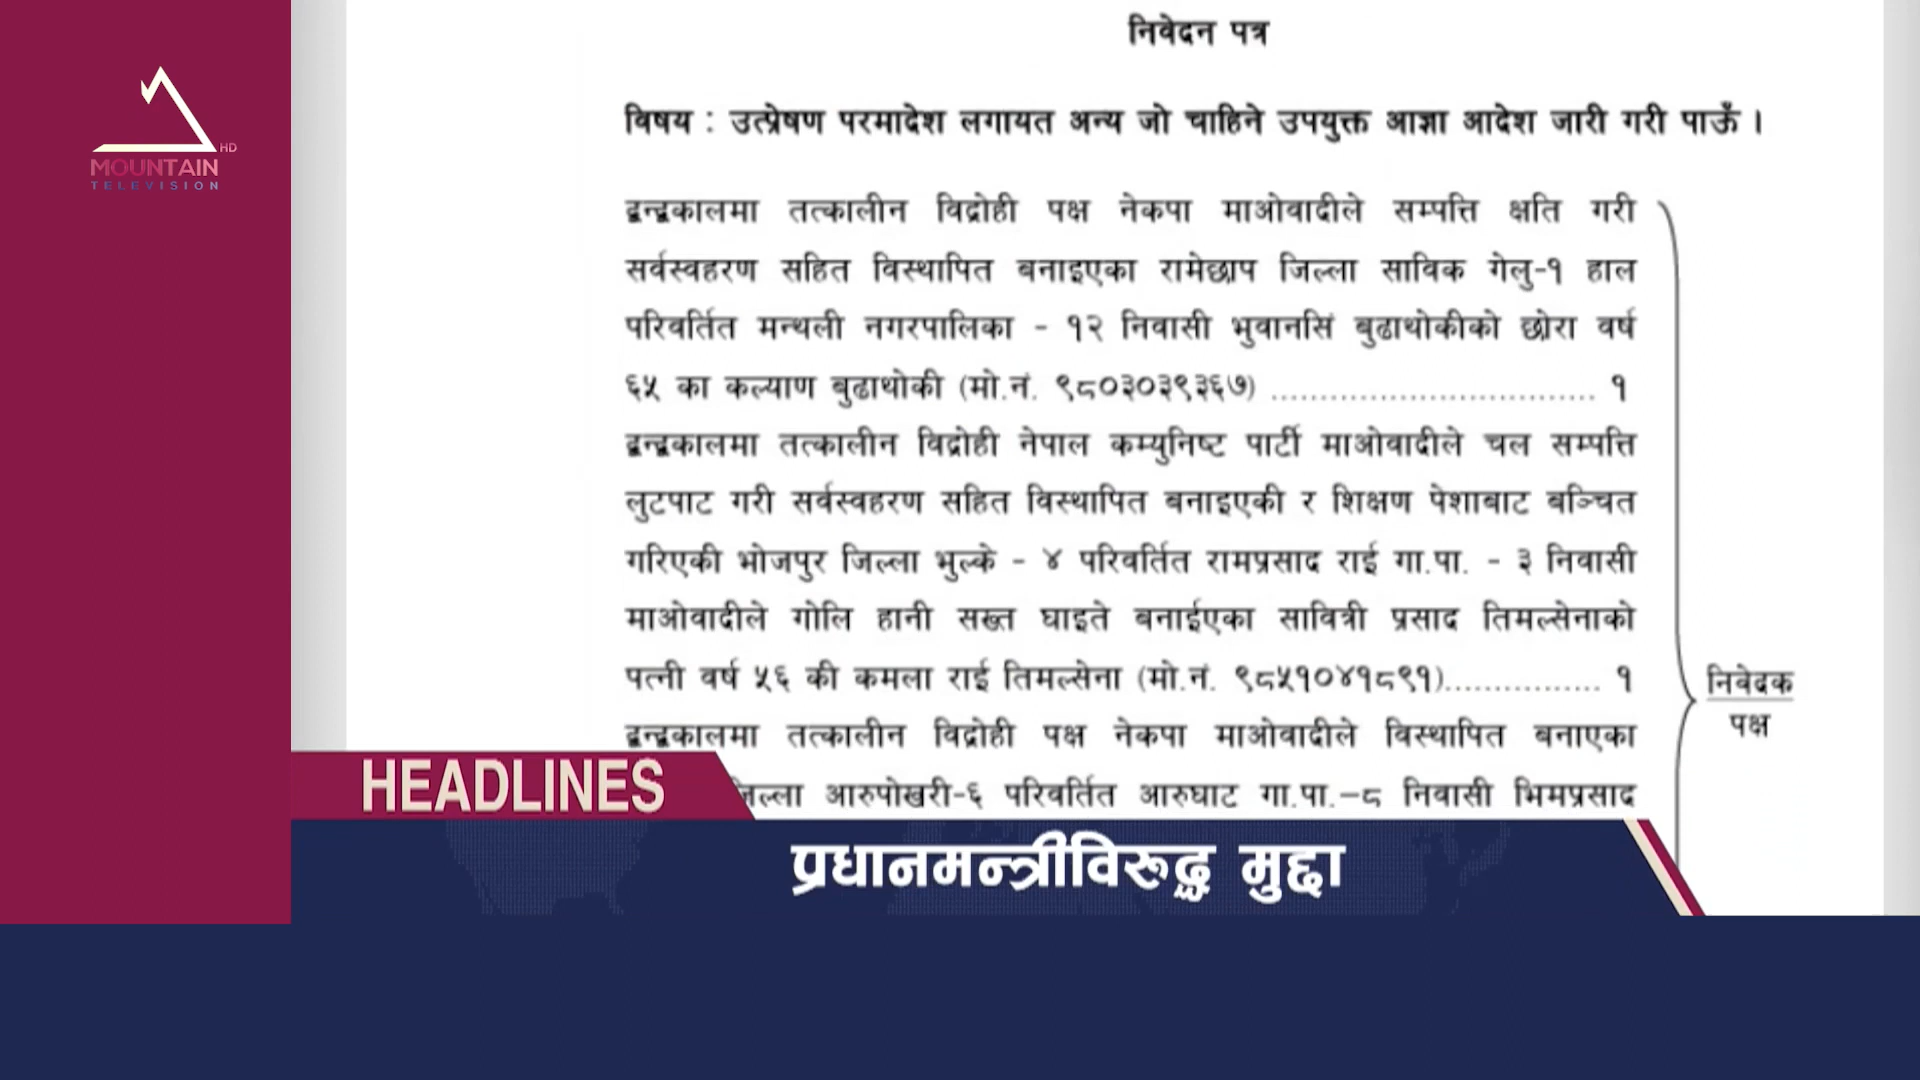 निवेदन पत्र
विषय : उत्प्रेषण परमादेश लगायत अन्य जो चाहिने उपयुक्त आज्ञा आदेश जारी गरी पाऊँ ।
द्वन्द्वकालमा तत्कालीन विद्रोही पक्ष नेकपा माओवादीले सम्पत्ति क्षति गरी
सर्वस्वहरण सहित विस्थापित बनाइएका रामेछाप जिल्ला साविक गेलु-१ हाल
परिवर्तित मन्थली नगरपालिका - १२ निवासी भुवानसिं बुढाथोकीको छोरा वर्ष
६५ का कल्याण बुढाथोकी (मो.नं. ९८०३०३९३६७) ................................ १
द्वन्द्वकालमा तत्कालीन विद्रोही नेपाल कम्युनिष्ट पार्टी माओवादीले चल सम्पत्ति
लुटपाट गरी सर्वस्वहरण सहित विस्थापित बनाइएकी र शिक्षण पेशाबाट बञ्चित
गरिएकी भोजपुर जिल्ला भुल्के - ४ परिवर्तित रामप्रसाद राई गा.पा. - ३ निवासी
माओवादीले गोलि हानी सख्त घाइते बनाईएका सावित्री प्रसाद तिमल्सेनाको
पत्नी वर्ष ५६ की कमला राई तिमल्सेना (मो.नं. ९८५१०४१८९१)................ १
द्वन्द्वकालमा तत्कालीन विद्रोही पक्ष नेकपा माओवादीले विस्थापित बनाएका
जिल्ला आरुपोखरी-६ परिवर्तित आरुघाट गा.पा.–८ निवासी भिमप्रसाद
निवेदक
पक्ष
MOUNTAIN HD
TELEVISION
HEADLINES
प्रधानमन्त्रीविरूद्ध मुद्दा